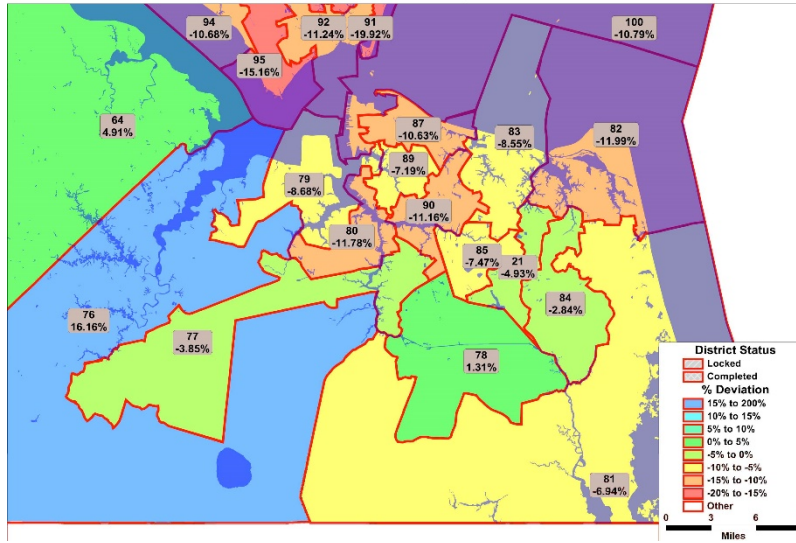 94
-10.68%
92
-11.24%
91
-19.92%
100
-10.79%
95
-15.16%
64
4.91%
87
-10.63%
83
-8.55%
82
-11.99%
89
-7.19%
79
-8.68%
90
-11.16%
80
-11.78%
85
-7.47%
21
-4.93%
84
-2.84%
76
16.16%
77
-3.85%
78
1.31%
81
-6.94%
District Status
Locked
Completed
% Deviation
15% to 200%
10% to 15%
5% to 10%
0% to 5%
-5% to 0%
-10% to -5%
-15% to -10%
-20% to -15%
Other
0 3 6
Miles